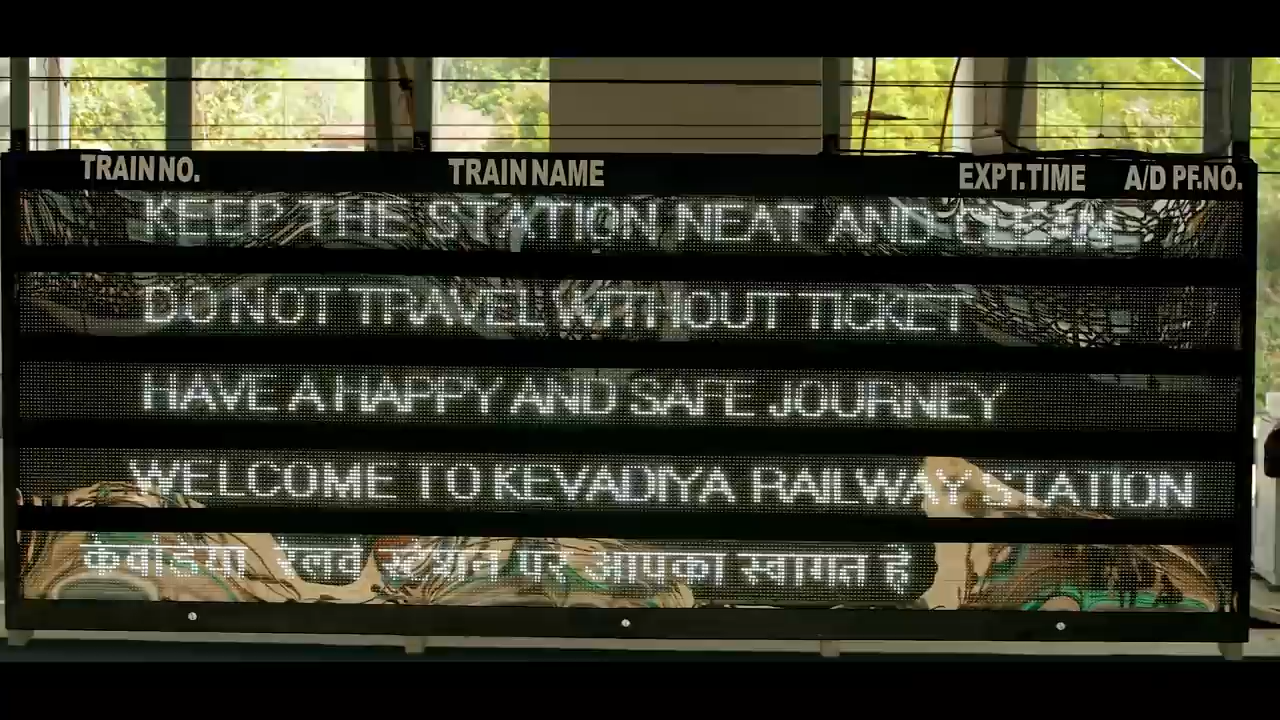 TRAIN NO. TRAIN NAME EXPT.TIME A/D PF.NO.
KEEP THE STATION NEAT AND CLEAN
DO NOT TRAVEL WITHOUT TICKET
HAVE A HAPPY AND SAFE JOURNEY
WELCOME TO KEVADIYA RAILWAY STATION
केवडिया रेलवे स्टेशन पर आपका स्वागत है